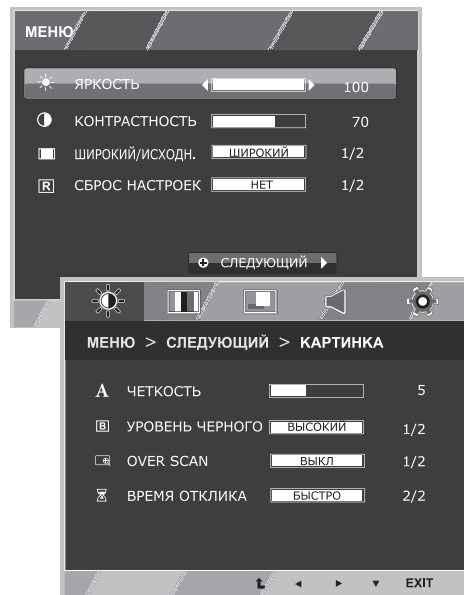 МЕНЮ
ЯРКОСТЬ 100
КОНТРАСТНОСТЬ 70
ШИРОКИЙ/ИСХОДН. ШИРОКИЙ 1/2
R СБРОС НАСТРОЕК НЕТ 1/2
СЛЕДУЮЩИЙ
МЕНЮ > СЛЕДУЮЩИЙ > КАРТИНКА
A ЧЕТКОСТЬ 5
B УРОВЕНЬ ЧЕРНОГО ВЫСОКИЙ 1/2
OVER SCAN ВЫКЛ 1/2
ВРЕМЯ ОТКЛИКА БЫСТРО 2/2
EXIT